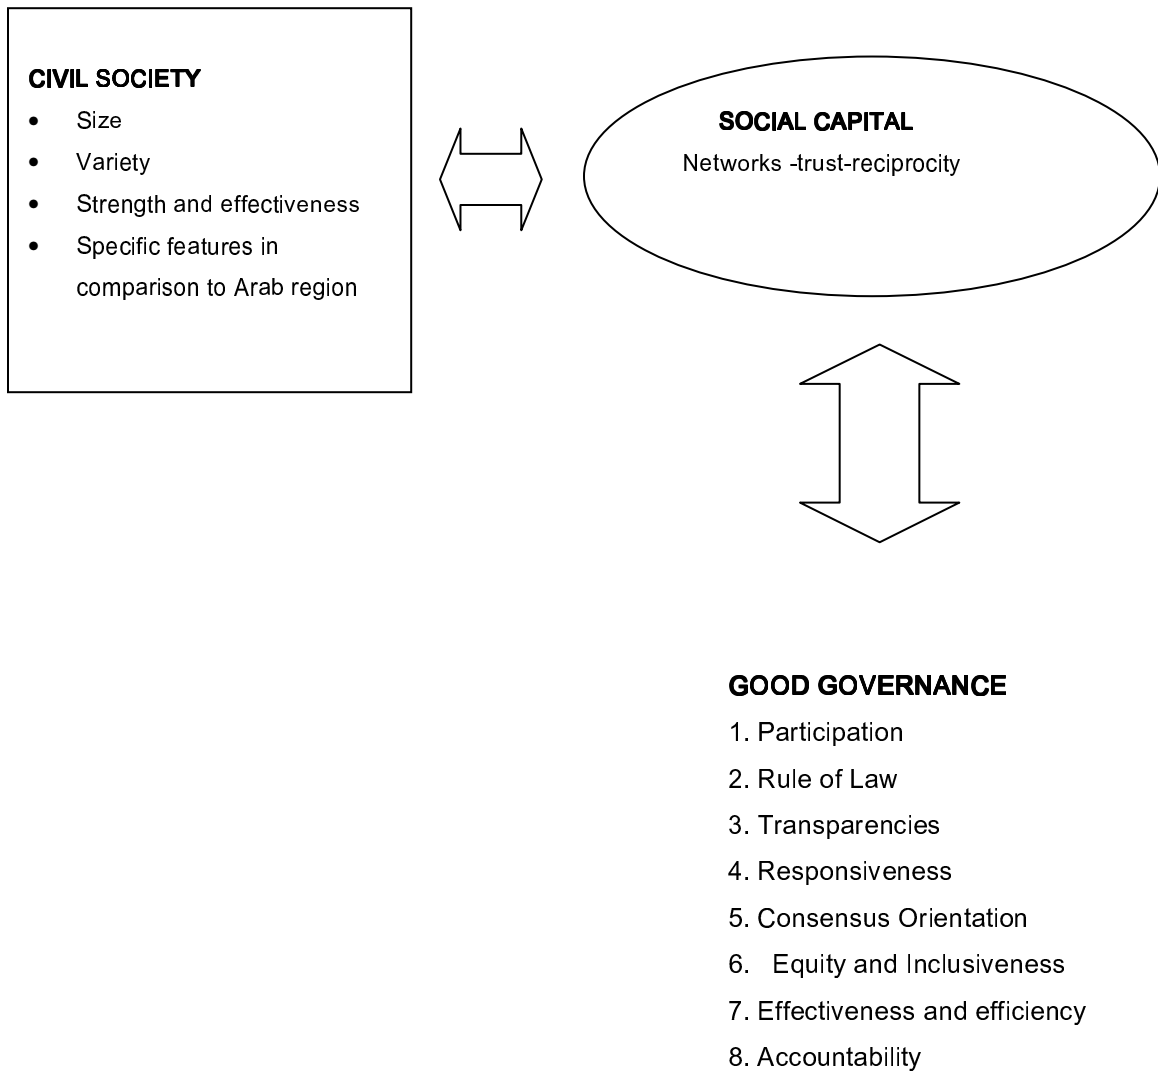 CIVIL SOCIETY
• Size
• Variety
• Strength and effectiveness
• Specific features in
comparison to Arab region
SOCIAL CAPITAL
Networks -trust-reciprocity
GOOD GOVERNANCE
1. Participation
2. Rule of Law
3. Transparencies
4. Responsiveness
5. Consensus Orientation
6. Equity and Inclusiveness
7. Effectiveness and efficiency
8. Accountability